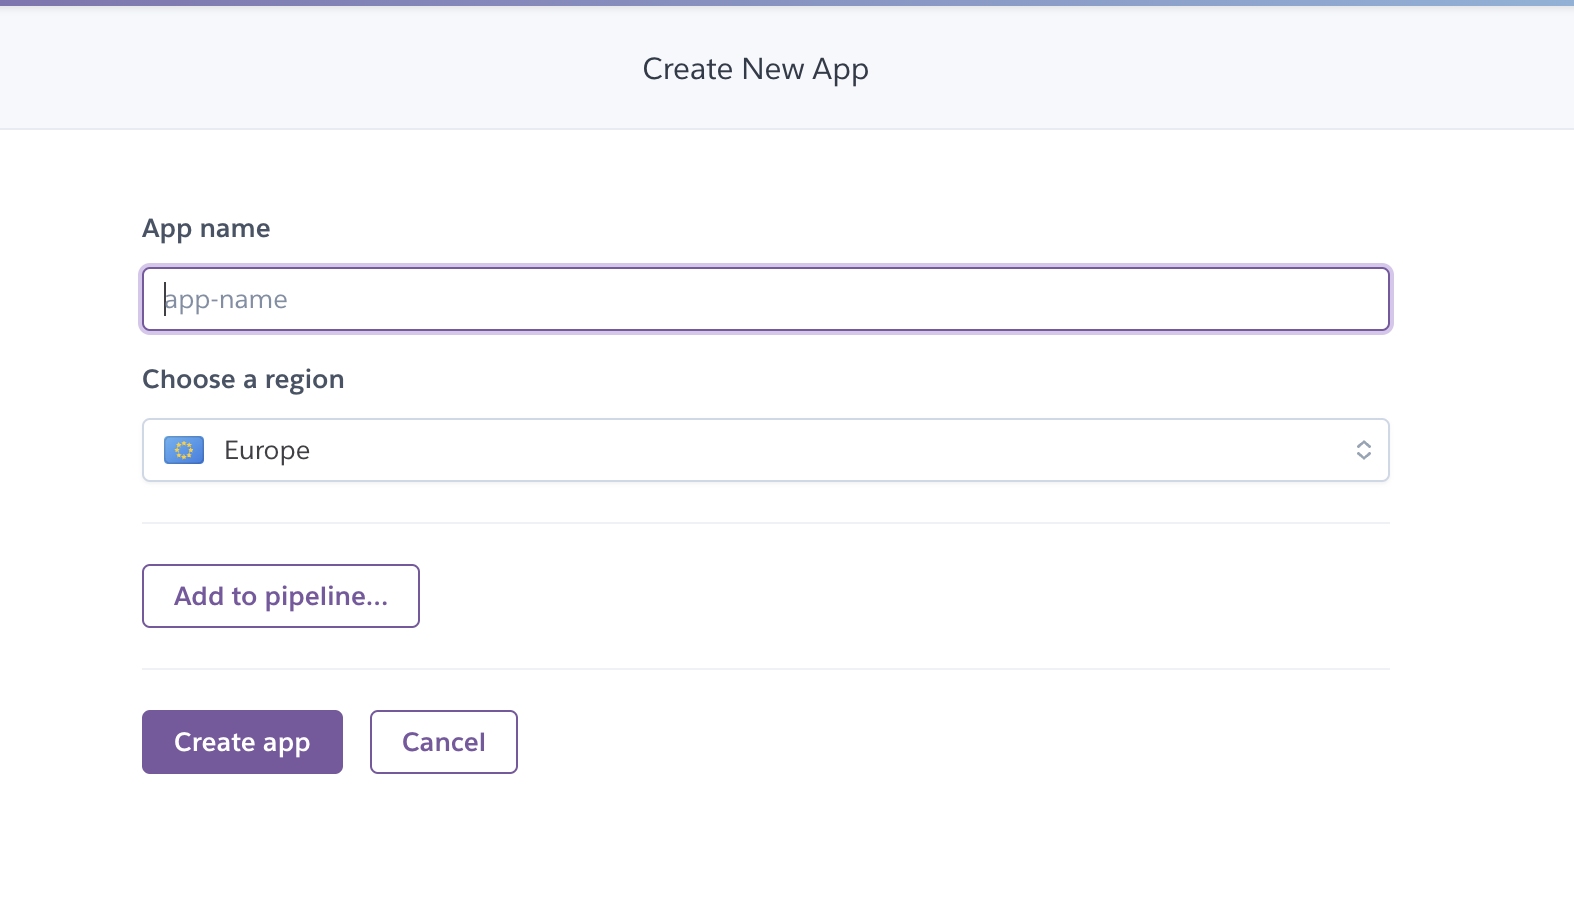 Create New App
App name
app-name
Choose a region
Europe
Add to pipeline...
Create app
Cancel